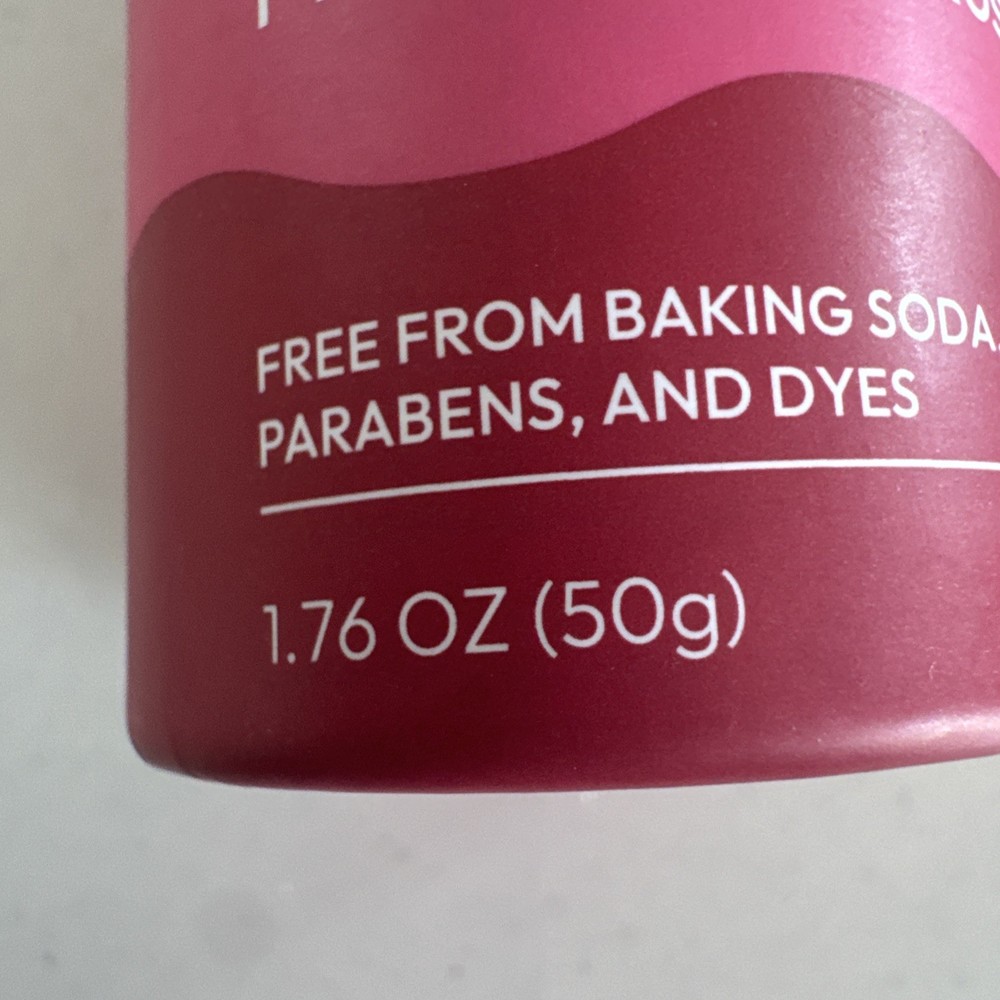 FREE FROM BAKING SODA,
PARABENS, AND DYES
1.76 OZ (50g)